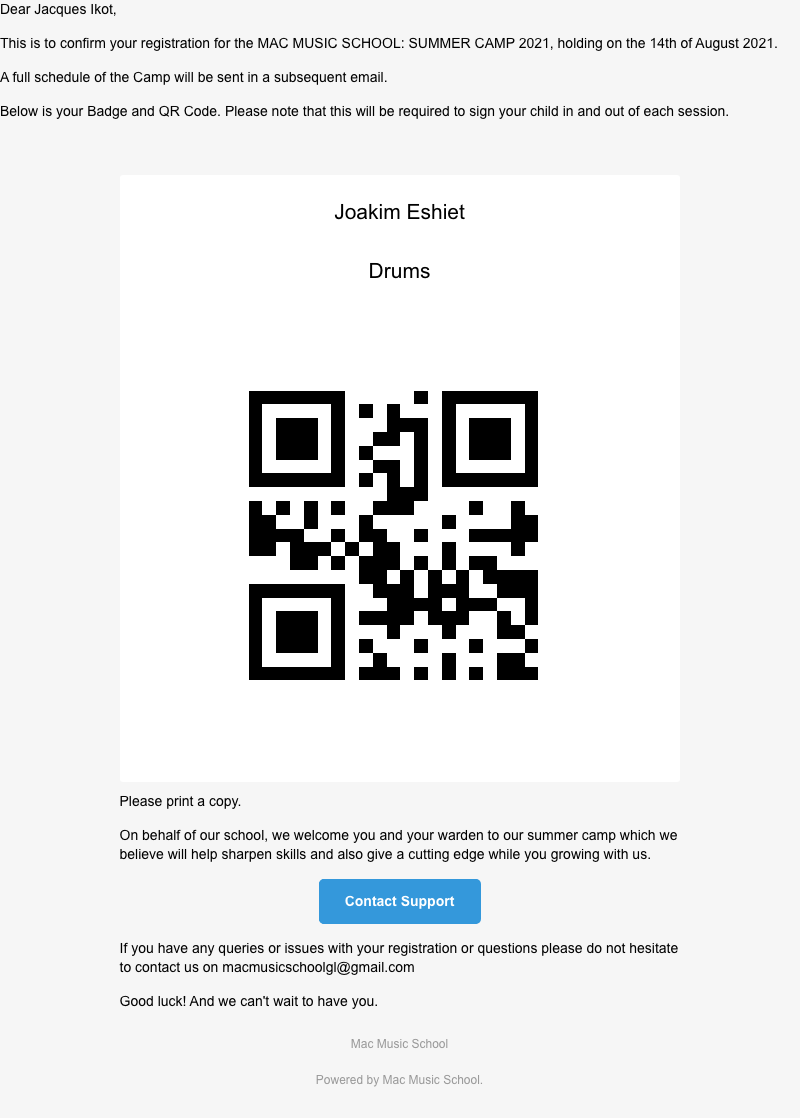 Dear Jacques Ikot,
This is to confirm your registration for the MAC MUSIC SCHOOL: SUMMER CAMP 2021, holding on the 14th of August 2021.
A full schedule of the Camp will be sent in a subsequent email.
Below is your Badge and QR Code. Please note that this will be required to sign your child in and out of each session.
Joakim Eshiet
Drums
Please print a copy.
On behalf of our school, we welcome you and your warden to our summer camp which we
believe will help sharpen skills and also give a cutting edge while you growing with us.
Contact Support
If you have any queries or issues with your registration or questions please do not hesitate
to contact us on macmusicschoolgl@gmail.com
Good luck! And we can't wait to have you.
Mac Music School
Powered by Mac Music School.